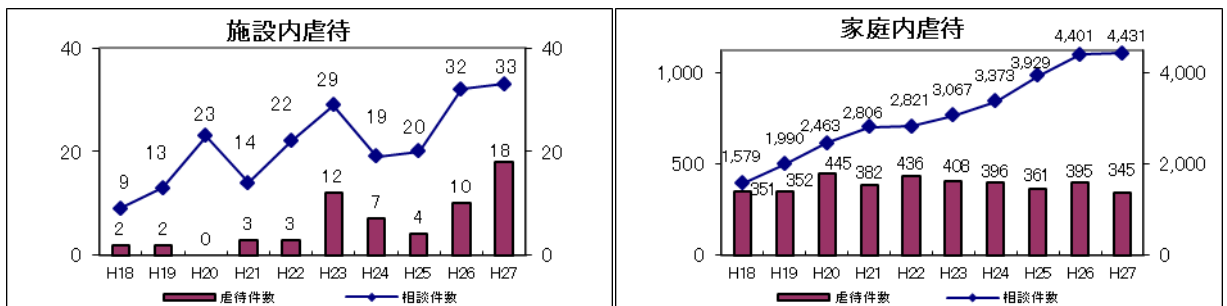 施設内虐待
40 40
20 20
0 0
9 13 23 14 22 29 19 20 32 33
2 2 0 3 3 12 7 4 10 18
H18 H19 H20 H21 H22 H23 H24 H25 H26 H27
虐待件数 相談件数
家庭内虐待
1,000 4,000
500 2,000
0 0
1,579 1,990 2,463 2,806 2,821 3,067 3,373 3,929 4,401 4,431
351 352 445 382 436 408 396 361 395 345
H18 H19 H20 H21 H22 H23 H24 H25 H26 H27
虐待件数 相談件数